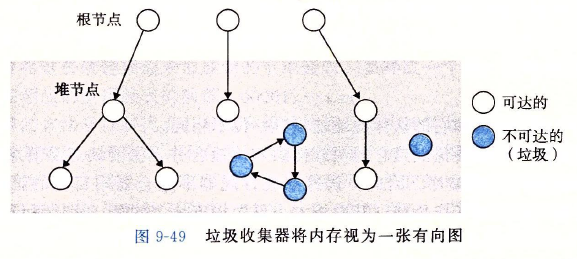 根节点
堆节点
可达的
不可达的
（垃圾）
图 9-49 垃圾收集器将内存视为一张有向图